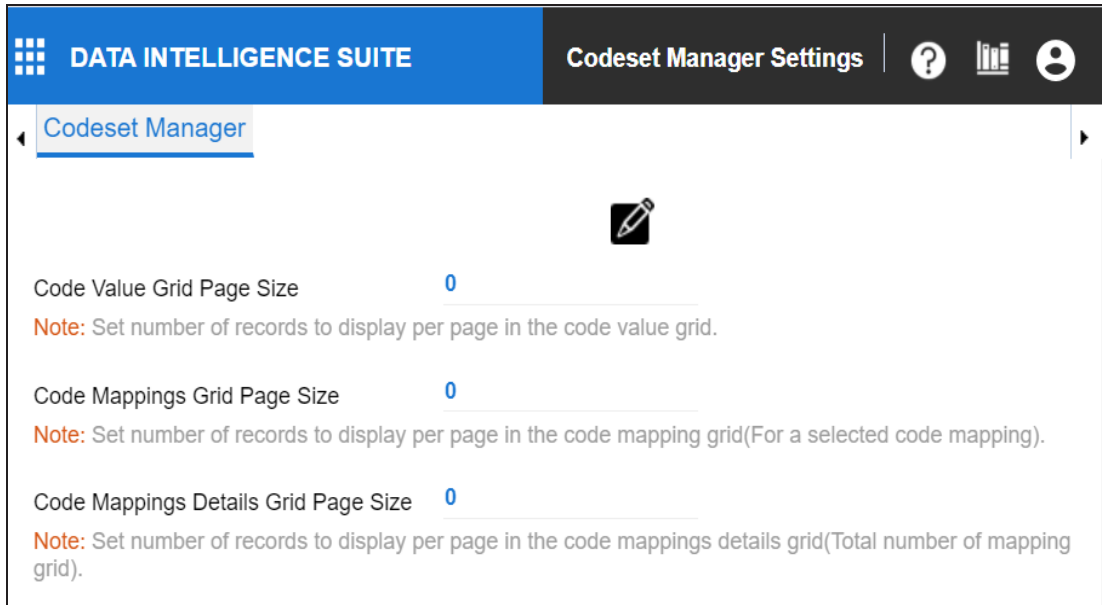 DATA INTELLIGENCE SUITE Codeset Manager Settings
Codeset Manager
Code Value Grid Page Size 0
Note: Set number of records to display per page in the code value grid.
Code Mappings Grid Page Size 0
Note: Set number of records to display per page in the code mapping grid(For a selected code mapping).
Code Mappings Details Grid Page Size 0
Note: Set number of records to display per page in the code mappings details grid(Total number of mapping
grid).